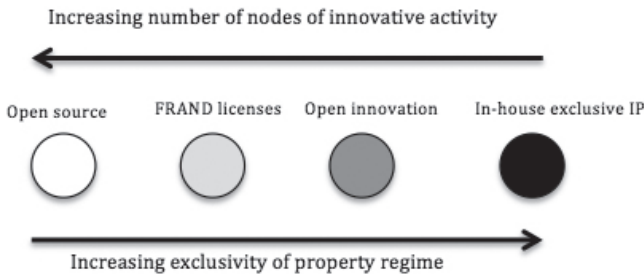 Increasing number of nodes of innovative activity
Open source FRAND licenses Open innovation In-house exclusive IP
Increasing exclusivity of property regime